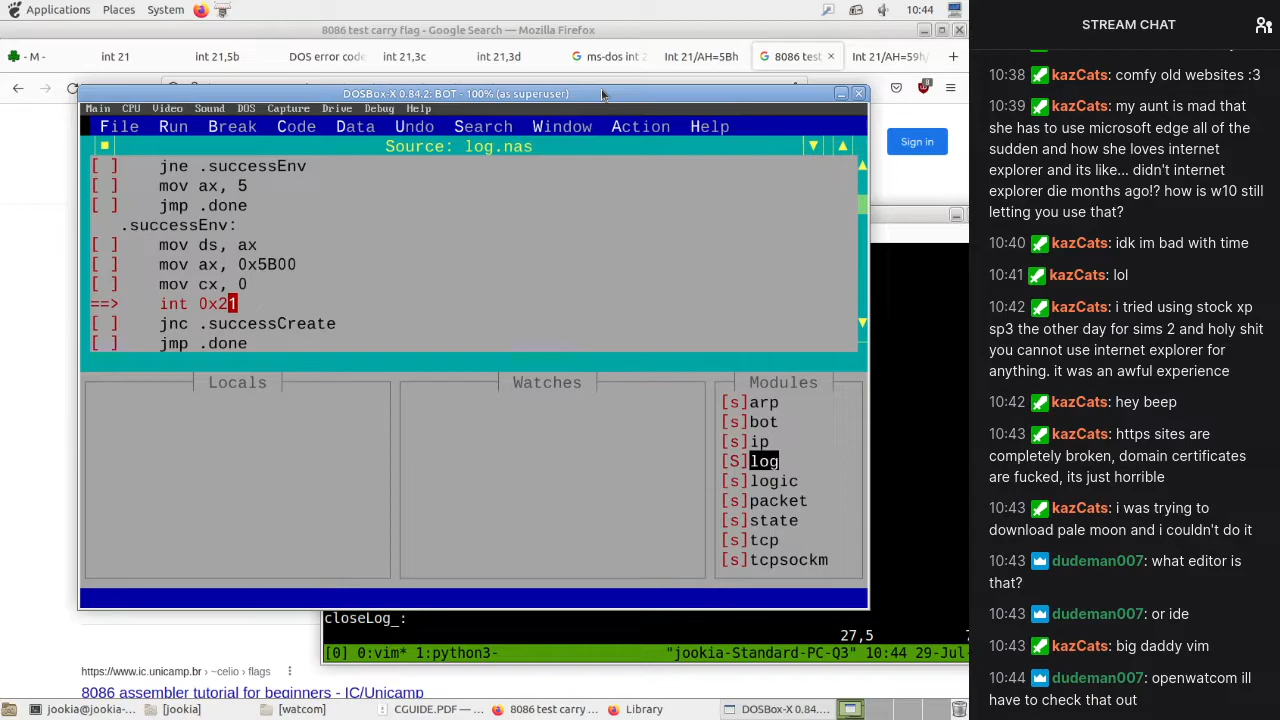 Applications Places System 10:44
8086 test carry flag - Google Search — Mozilla Firefox
- M - int 21 int 21,5b DOS error code int 21,3c int 21,3d ms-dos int 2 Int 21/AH=5Bh 8086 test Int 21/AH=59h/
DOSBox-X 0.84.2: BOT - 100% (as superuser)
Main CPU Video Sound DOS Capture Drive Debug Help
File Run Break Code Data Undo Search Window Action Help
Sign in
Source: log.nas
[ ] jne .successEnv
[ ] mov ax, 5
[ ] jmp .done
.successEnv:
[ ] mov ds, ax
[ ] mov ax, 0x5B00
[ ] mov cx, 0
==> int 0x21
[ ] jnc .successCreate
[ ] jmp .done
Locals Watches Modules
[s]arp
[s]bot
[s]ip
[S]log
[s]logic
[s]packet
[s]state
[s]tcp
[s]tcpsockm
closeLog_:
27,5
[0] 0:vim* 1:python3- "jookia-Standard-PC-Q3" 10:44 29-Jul-
https://www.ic.unicamp.br › ~celio › flags
8086 assembler tutorial for beginners - IC/Unicamp
jookia@jookia-... [jookia] [watcom] CGUIDE.PDF —... 8086 test carry ... Library DOSBox-X 0.84....
STREAM CHAT
10:38 kazCats: comfy old websites :3
10:39 kazCats: my aunt is mad that
she has to use microsoft edge all of the
sudden and how she loves internet
explorer and its like... didn't internet
explorer die months ago!? how is w10 still
letting you use that?
10:40 kazCats: idk im bad with time
10:41 kazCats: lol
10:42 kazCats: i tried using stock xp
sp3 the other day for sims 2 and holy shit
you cannot use internet explorer for
anything. it was an awful experience
10:42 kazCats: hey beep
10:43 kazCats: https sites are
completely broken, domain certificates
are fucked, its just horrible
10:43 kazCats: i was trying to
download pale moon and i couldn't do it
10:43 dudeman007: what editor is
that?
10:43 dudeman007: or ide
10:43 kazCats: big daddy vim
10:44 dudeman007: openwatcom ill
have to check that out